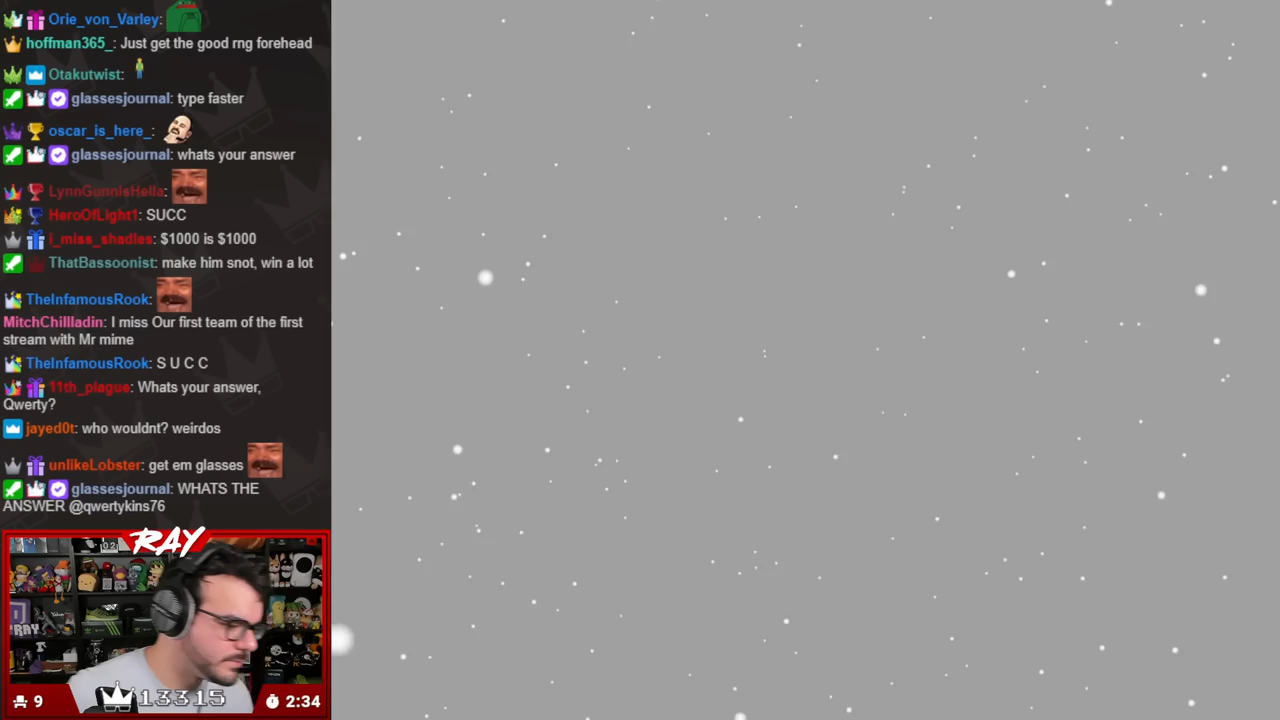 Orie_von_Varley:
hoffman365_: Just get the good rng forehead
Otakutwist:
glassesjournal: type faster
oscar_is_here_:
glassesjournal: whats your answer
LynnGunnIsHella:
HeroOfLight1: SUCC
i_miss_shadles: $1000 is $1000
ThatBassoonist: make him snot, win a lot
TheInfamousRook:
MitchChillladin: I miss Our first team of the first
stream with Mr mime
TheInfamousRook: S U C C
11th_plague: Whats your answer,
Qwerty?
jayed0t: who wouldnt? weirdos
unlikeLobster: get em glasses
glassesjournal: WHATS THE
ANSWER @qwertykins76
RAY
9
13315
2:34